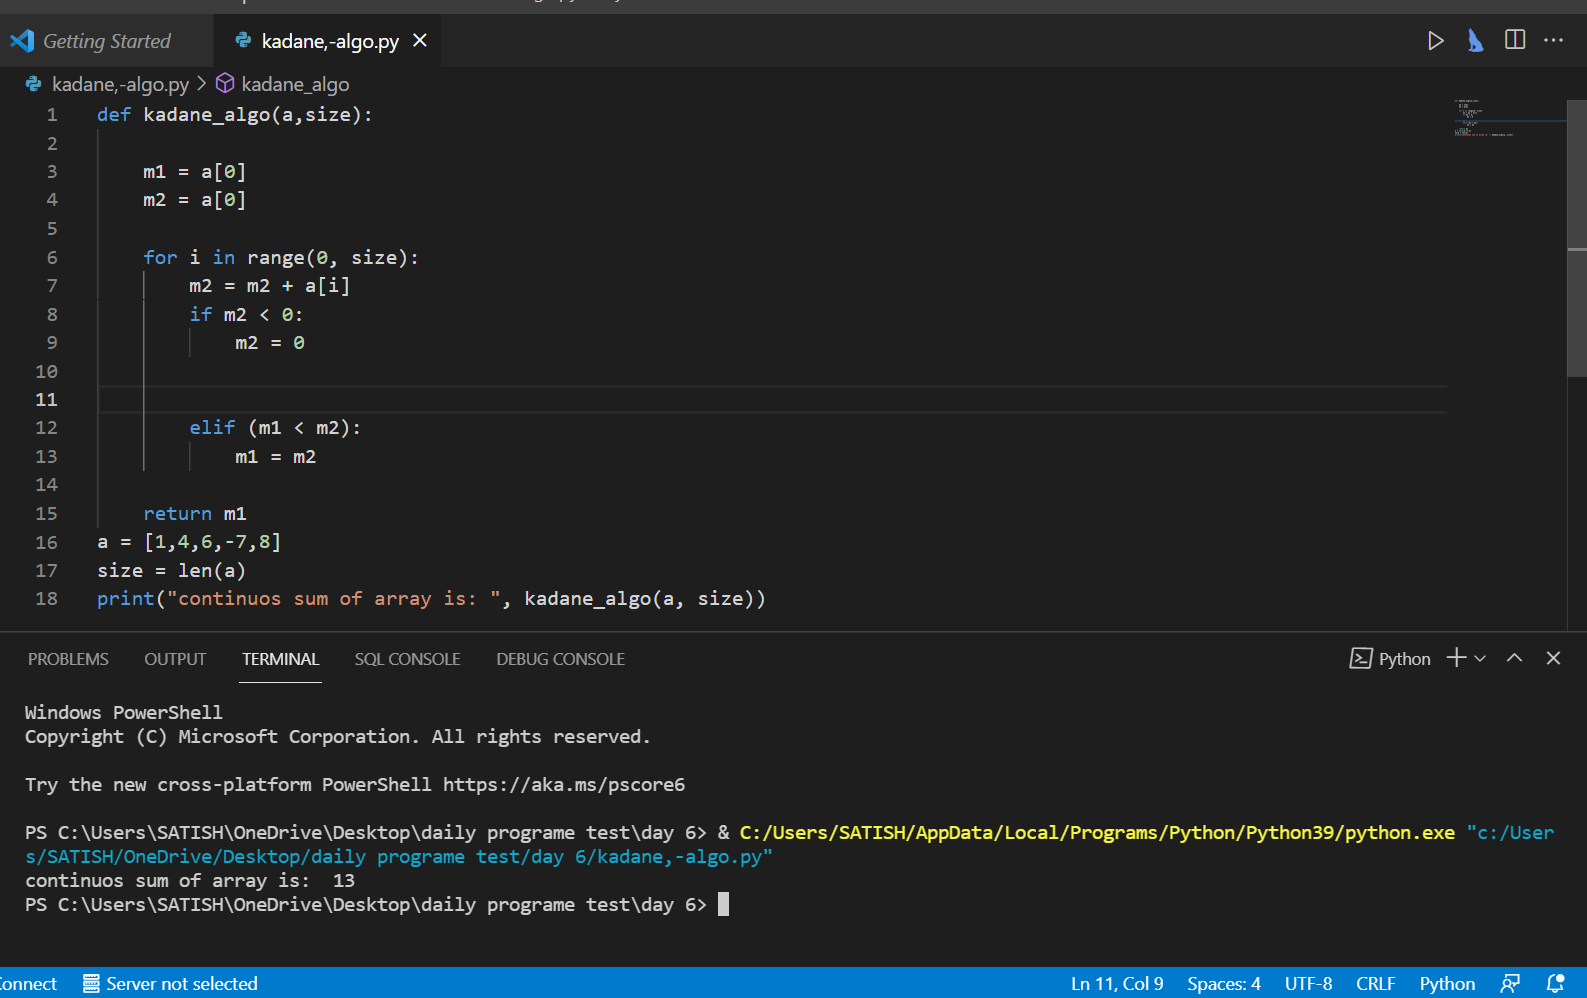 Getting Started
kadane,-algo.py
kadane,-algo.py > kadane_algo
1 def kadane_algo(a,size):
2
3 m1 = a[0]
4 m2 = a[0]
5
6 for i in range(0, size):
7 m2 = m2 + a[i]
8 if m2 < 0:
9 m2 = 0
10
11
12 elif (m1 < m2):
13 m1 = m2
14
15 return m1
16 a = [1,4,6,-7,8]
17 size = len(a)
18 print("continuos sum of array is: ", kadane_algo(a, size))
PROBLEMS OUTPUT TERMINAL SQL CONSOLE DEBUG CONSOLE Python
Windows PowerShell
Copyright (C) Microsoft Corporation. All rights reserved.
Try the new cross-platform PowerShell https://aka.ms/pscore6
PS C:\Users\SATISH\OneDrive\Desktop\daily programe test\day 6> & C:/Users/SATISH/AppData/Local/Programs/Python/Python39/python.exe "c:/User
s/SATISH/OneDrive/Desktop/daily programe test/day 6/kadane,-algo.py"
continuos sum of array is:  13
PS C:\Users\SATISH\OneDrive\Desktop\daily programe test\day 6>
onnect Server not selected Ln 11, Col 9 Spaces: 4 UTF-8 CRLF Python